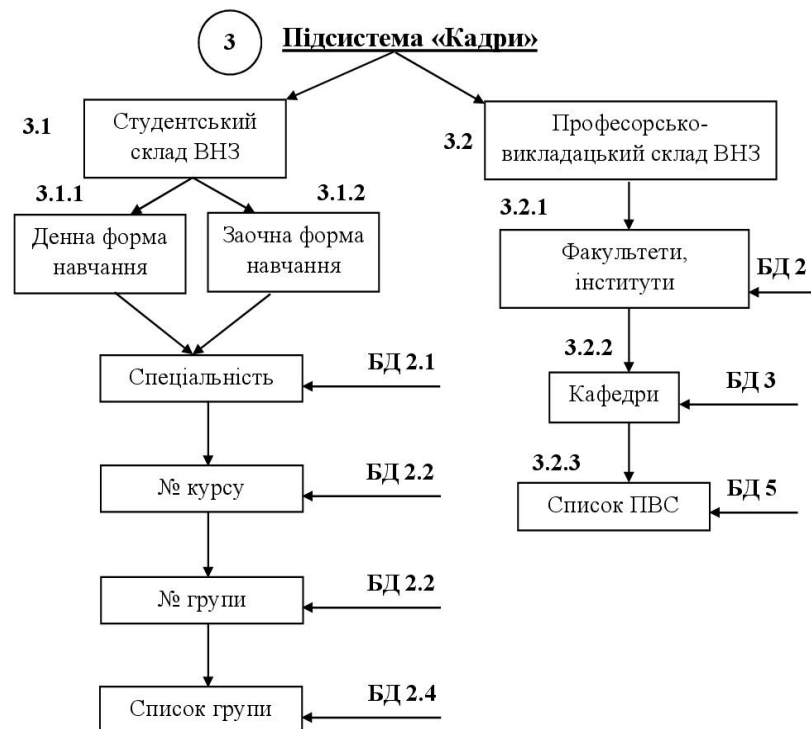 3
Підсистема «Кадри»
3.1
Студентський
склад ВНЗ
3.2
Професорсько-
викладацький склад ВНЗ
3.1.1
3.1.2
Денна форма
навчання
Заочна форма
навчання
3.2.1
Факультети,
інститути
БД 2
Спеціальність
БД 2.1
3.2.2
Кафедри
БД 3
№ курсу
БД 2.2
3.2.3
Список ПВС
БД 5
№ групи
БД 2.2
Список групи
БД 2.4